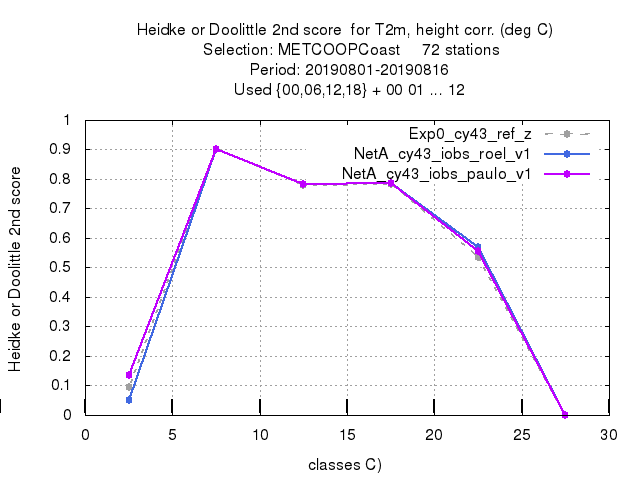 Heidke or Doolittle 2nd score  for T2m, height corr. (deg C)
Selection: METCOOPCoast     72 stations
Period: 20190801-20190816
Used {00,06,12,18} + 00 01 ... 12
Exp0_cy43_ref_z
NetA_cy43_iobs_roel_v1
NetA_cy43_iobs_paulo_v1
Heidke or Doolittle 2nd score
1
0.9
0.8
0.7
0.6
0.5
0.4
0.3
0.2
0.1
0
0 5 10 15 20 25 30
classes C)